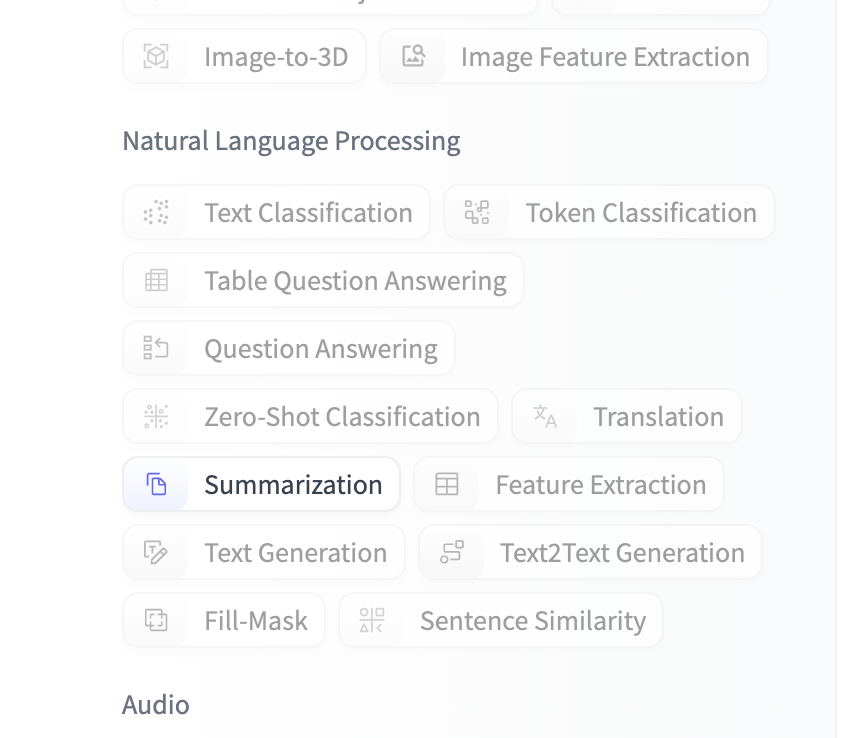 Image-to-3D Image Feature Extraction
Natural Language Processing
Text Classification Token Classification
Table Question Answering
Question Answering
Zero-Shot Classification Translation
Summarization Feature Extraction
Text Generation Text2Text Generation
Fill-Mask Sentence Similarity
Audio